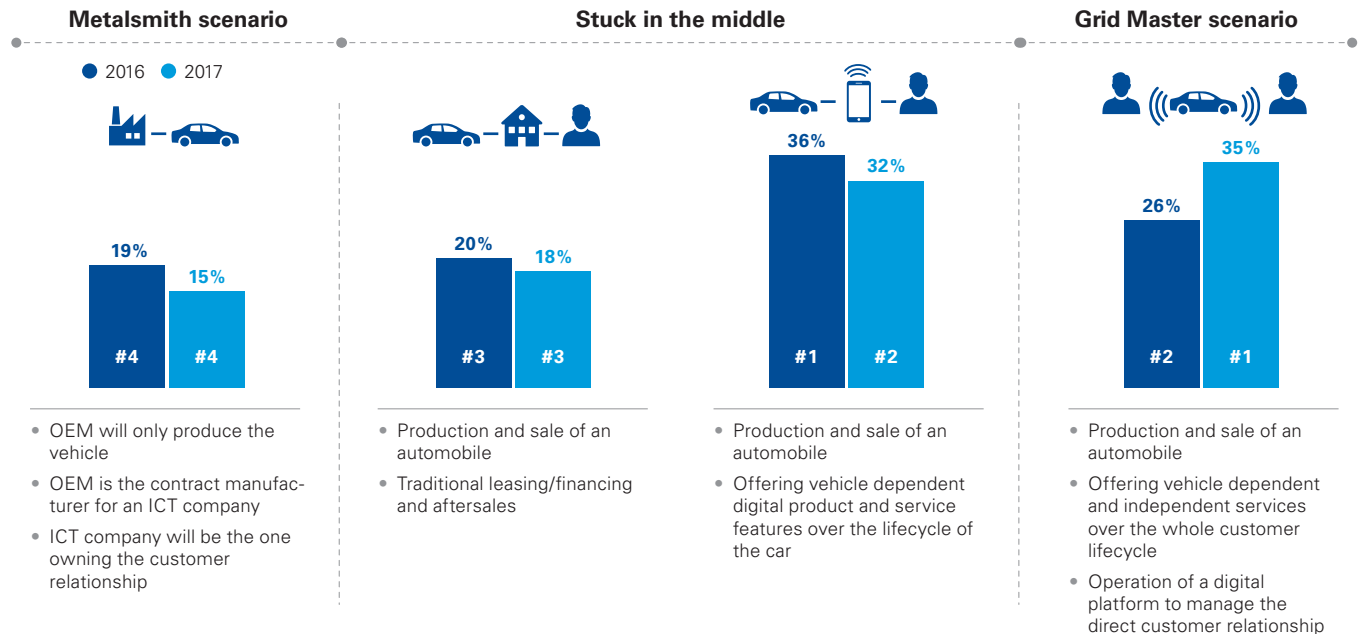 Metalsmith scenario
Stuck in the middle
Grid Master scenario
2016 2017
19%
15%
#4
#4
20%
18%
#3
#3
36%
32%
#1
#2
26%
35%
#2
#1
• OEM will only produce the
vehicle
• OEM is the contract manufac-
turer for an ICT company
• ICT company will be the one
owning the customer
relationship
• Production and sale of an
automobile
• Traditional leasing/financing
and aftersales
• Production and sale of an
automobile
• Offering vehicle dependent
digital product and service
features over the lifecycle of
the car
• Production and sale of an
automobile
• Offering vehicle dependent
and independent services
over the whole customer
lifecycle
• Operation of a digital
platform to manage the
direct customer relationship